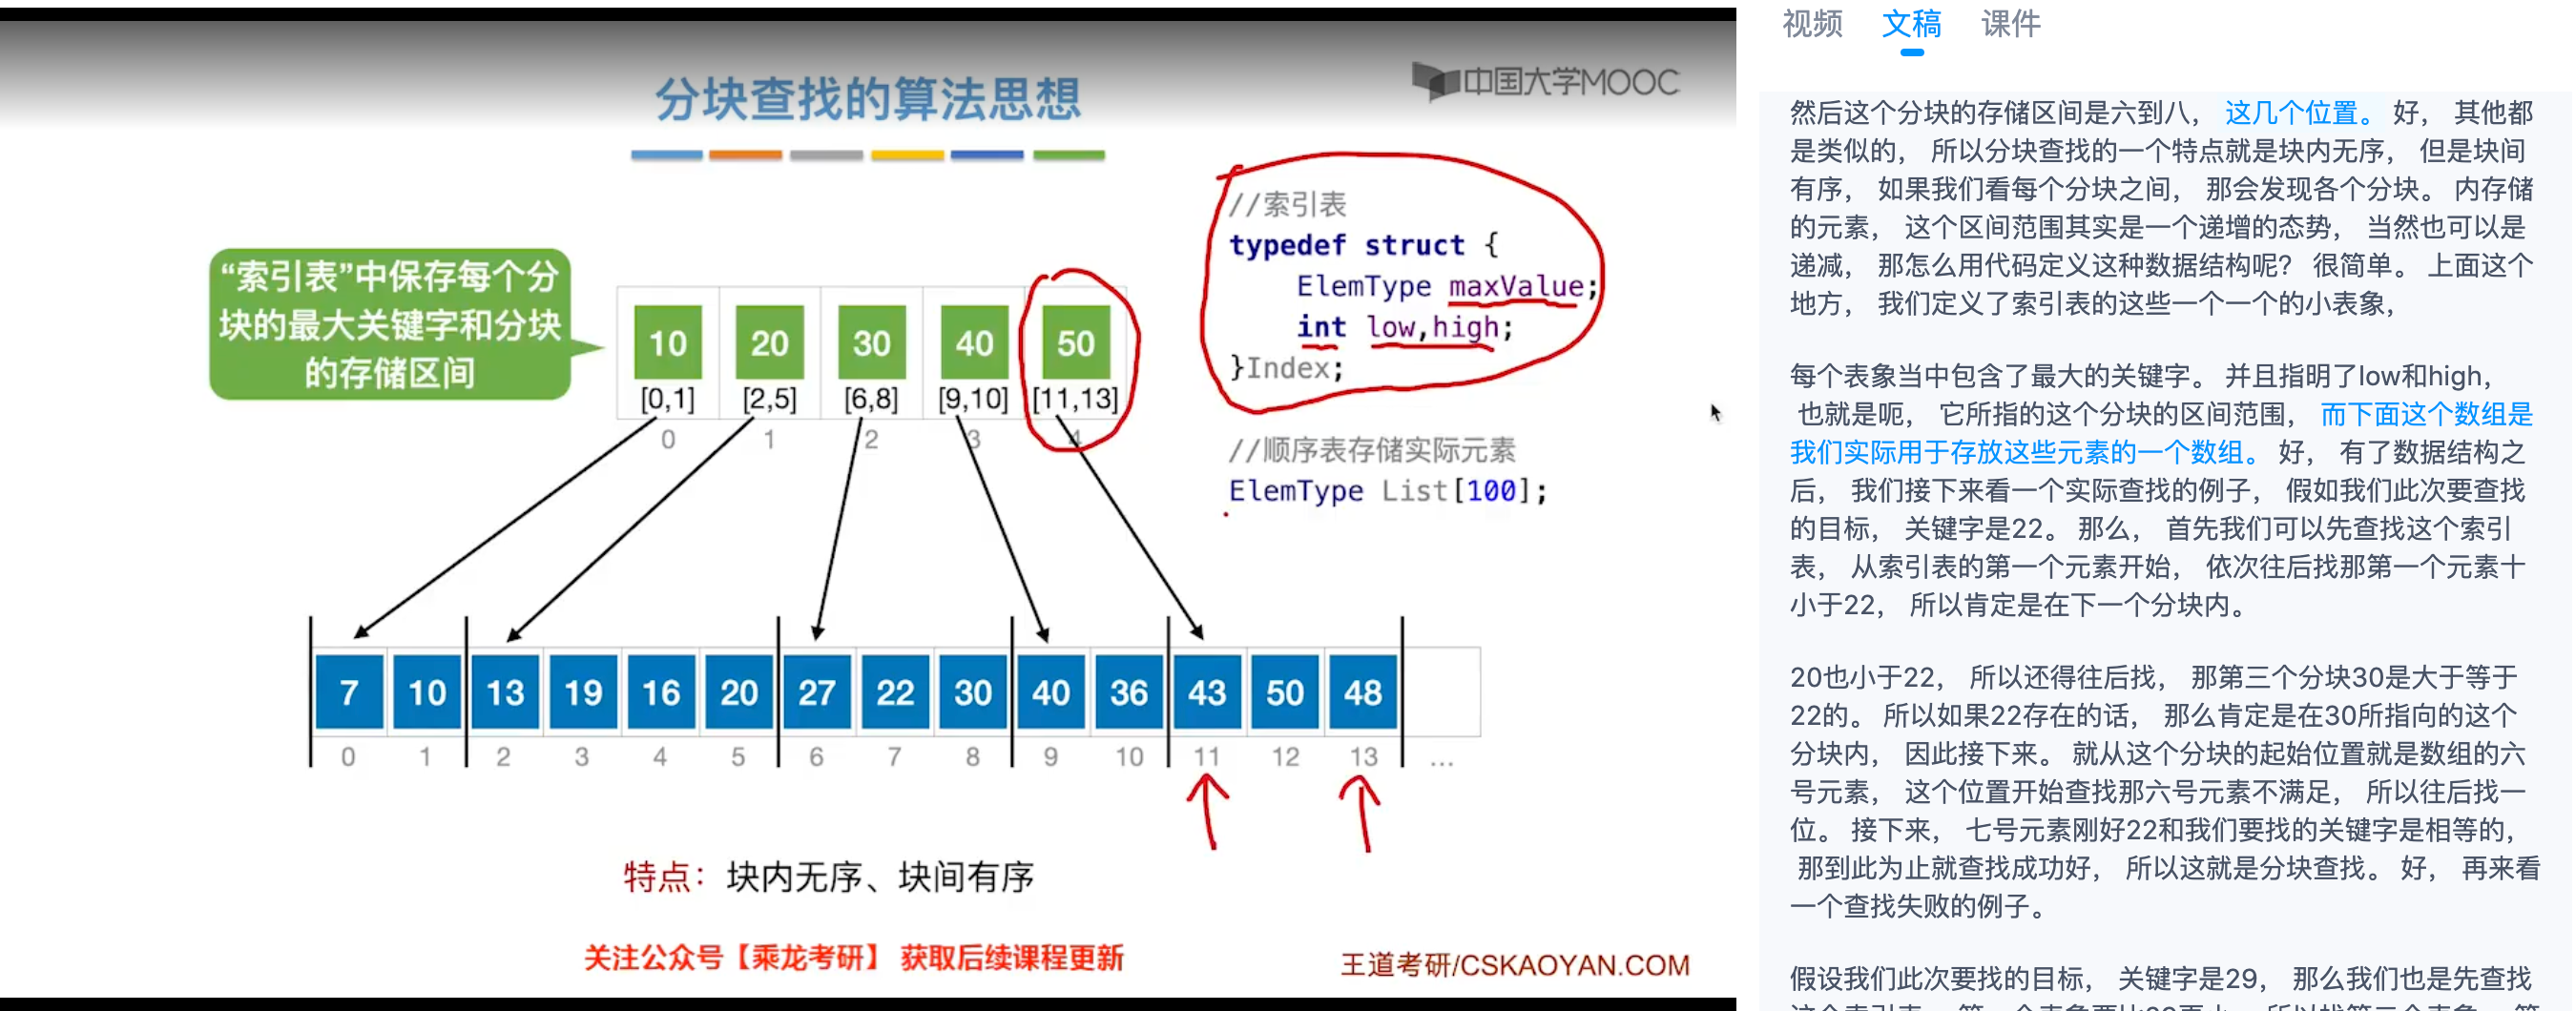 分块查找的算法思想
中国大学MOOC
“索引表”中保存每个分
块的最大关键字和分块
的存储区间
10 20 30 40 50
[0,1] [2,5] [6,8] [9,10] [11,13]
0 1 2 3 4
//索引表
typedef struct {
ElemType maxValue;
int low,high;
}Index;
//顺序表存储实际元素
ElemType List[100];
7 10 13 19 16 20 27 22 30 40 36 43 50 48
0 1 2 3 4 5 6 7 8 9 10 11 12 13 ...
特点：块内无序、块间有序
关注公众号【乘龙考研】 获取后续课程更新
王道考研/CSKAOYAN.COM
视频 文稿 课件
然后这个分块的存储区间是六到八， 这几个位置。 好， 其他都
是类似的， 所以分块查找的一个特点就是块内无序， 但是块间
有序， 如果我们看每个分块之间， 那会发现各个分块。 内存储
的元素， 这个区间范围其实是一个递增的态势， 当然也可以是
递减， 那怎么用代码定义这种数据结构呢？ 很简单。 上面这个
地方， 我们定义了索引表的这些一个一个的小表象，
每个表象当中包含了最大的关键字。 并且指明了low和high，
也就是呃， 它所指的这个分块的区间范围， 而下面这个数组是
我们实际用于存放这些元素的一个数组。 好， 有了数据结构之
后， 我们接下来看一个实际查找的例子， 假如我们此次要查找
的目标， 关键字是22。 那么， 首先我们可以先查找这个索引
表， 从索引表的第一个元素开始， 依次往后找那第一个元素十
小于22， 所以肯定是在下一个分块内。
20也小于22， 所以还得往后找， 那第三个分块30是大于等于
22的。 所以如果22存在的话， 那么肯定是在30所指向的这个
分块内， 因此接下来。 就从这个分块的起始位置就是数组的六
号元素， 这个位置开始查找那六号元素不满足， 所以往后找一
位。 接下来， 七号元素刚好22和我们要找的关键字是相等的，
那到此为止就查找成功好， 所以这就是分块查找。 好， 再来看
一个查找失败的例子。
假设我们此次要找的目标， 关键字是29， 那么我们也是先查找